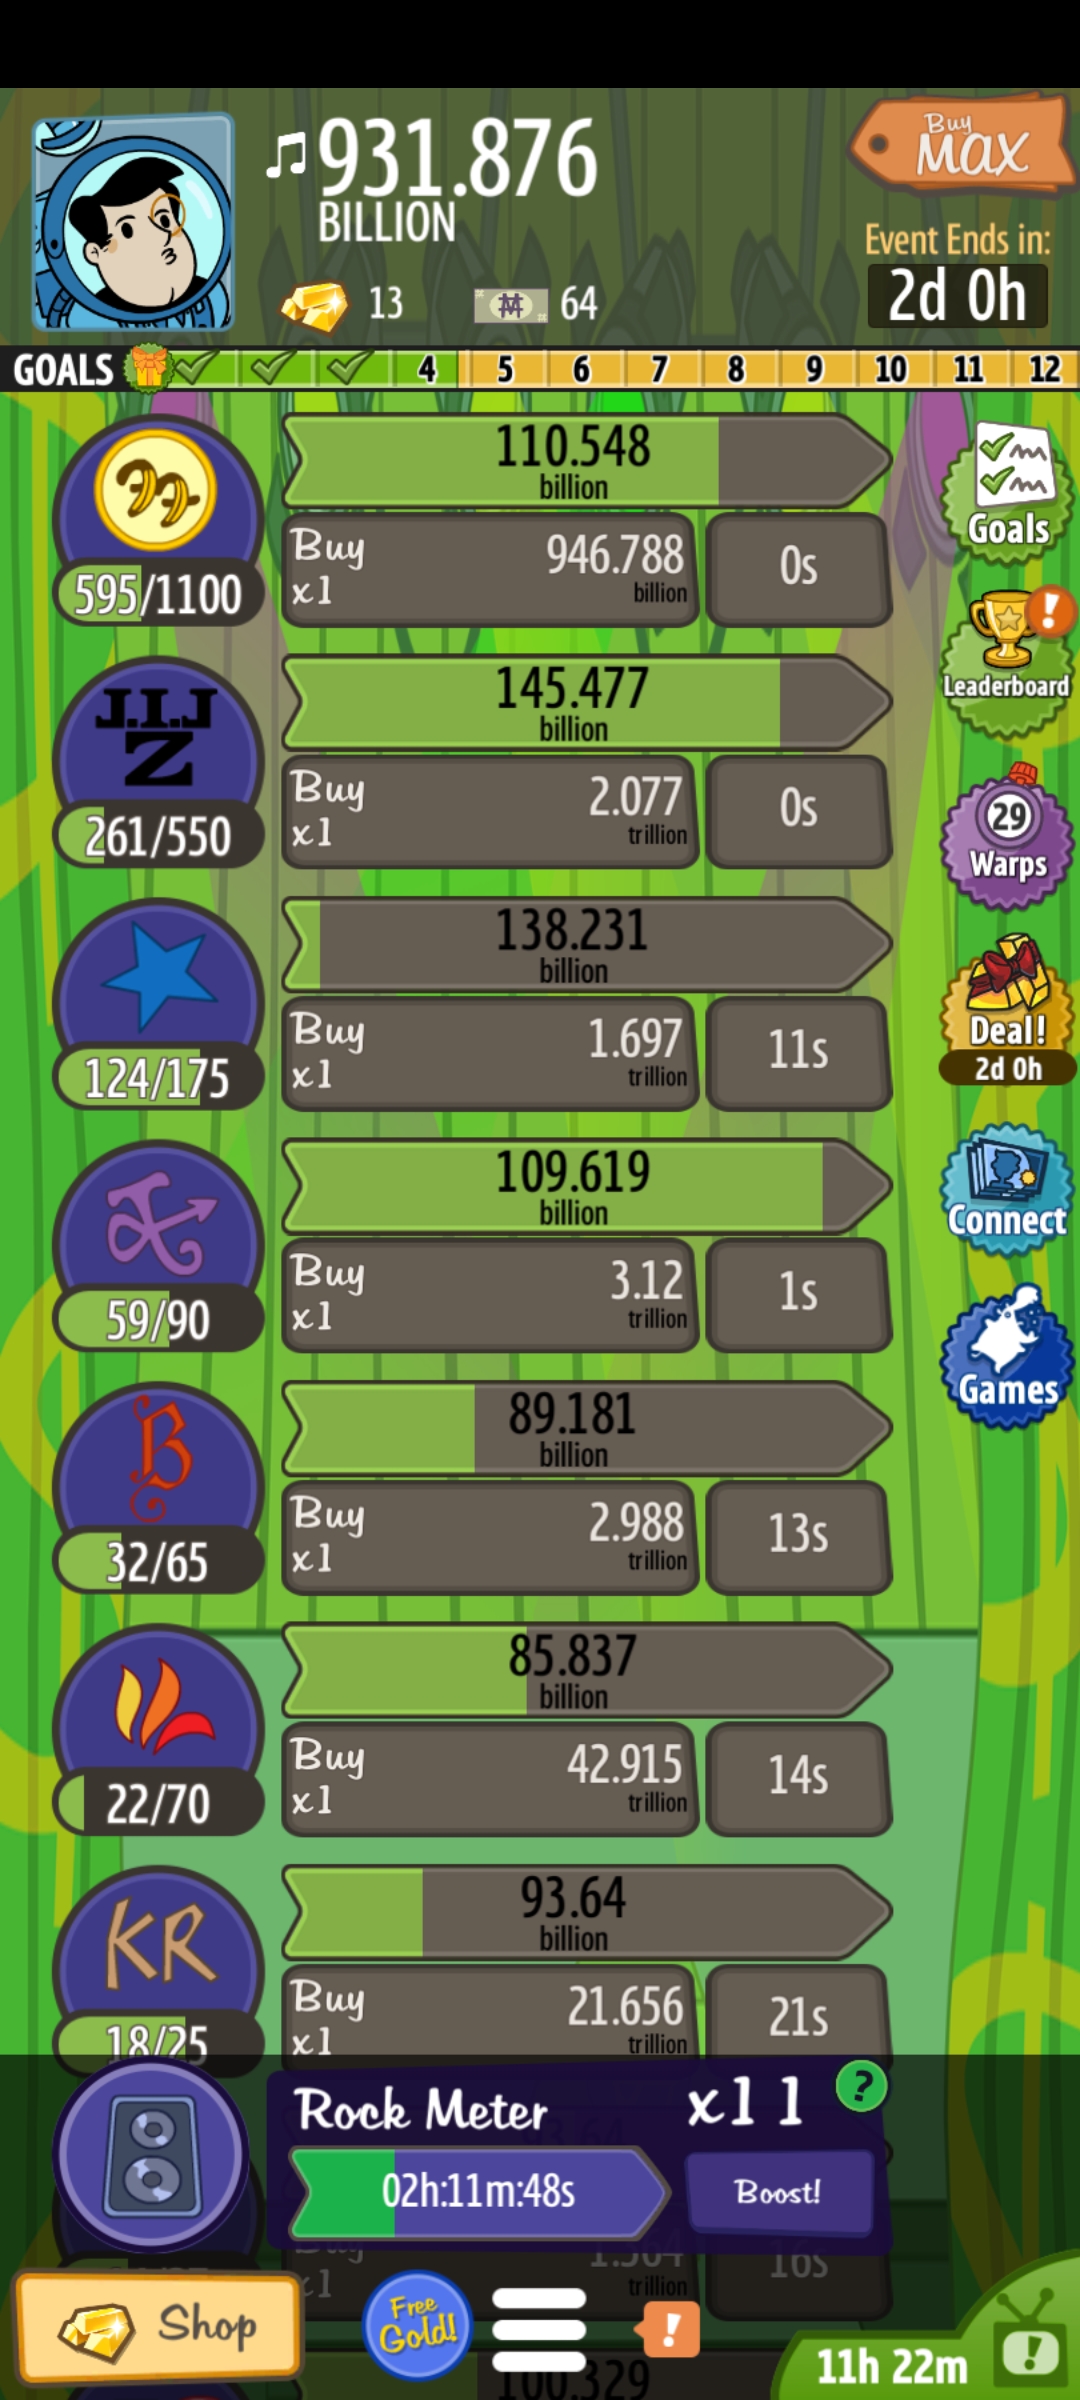 931.876
BILLION
Buy
MAX
Event Ends in:
2d 0h
13
64
GOALS 4 5 6 7 8 9 10 11 12
110.548
billion
595/1100
Buy
x1
946.788
billion
0s
Goals
J.I.J
Z
145.477
billion
261/550
Buy
x1
2.077
trillion
0s
Leaderboard
29
Warps
138.231
billion
124/175
Buy
x1
1.697
trillion
11s
Deal!
2d 0h
109.619
billion
59/90
Buy
x1
3.12
trillion
1s
Connect
B
89.181
billion
32/65
Buy
x1
2.988
trillion
13s
Games
85.837
billion
22/70
Buy
x1
42.915
trillion
14s
KR
93.64
billion
18/25
Buy
x1
21.656
trillion
21s
Rock Meter
x11
?
02h:11m:48s
Boost!
Buy
x1
1.564
trillion
16s
Shop
Free
Gold!
!
11h 22m
!
100.329